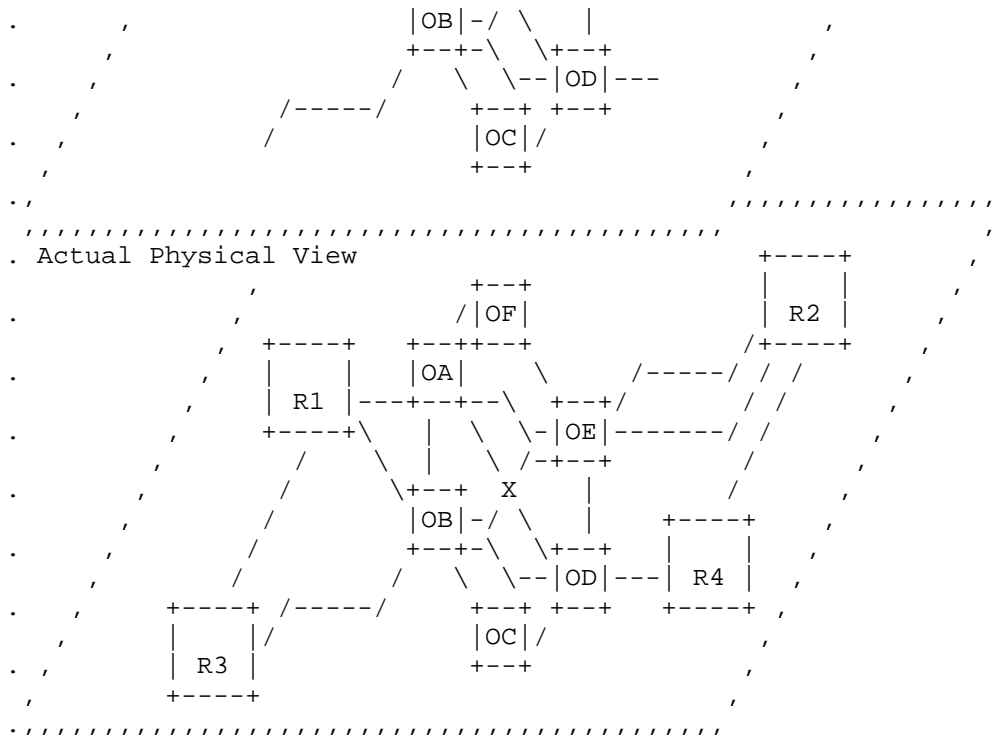 OB
OD
OC
Actual Physical View
OF
R2
OA
R1
OE
OB
OD
R4
OC
R3